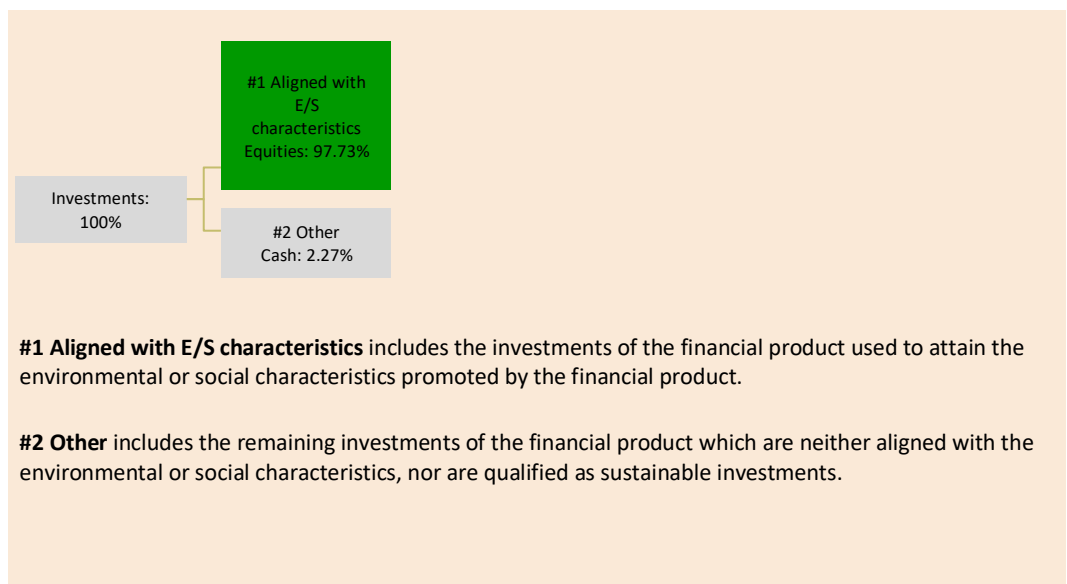 #1 Aligned with
E/S
characteristics
Equities: 97.73%
Investments:
100%
#2 Other
Cash: 2.27%
#1 Aligned with E/S characteristics includes the investments of the financial product used to attain the
environmental or social characteristics promoted by the financial product.
#2 Other includes the remaining investments of the financial product which are neither aligned with the
environmental or social characteristics, nor are qualified as sustainable investments.